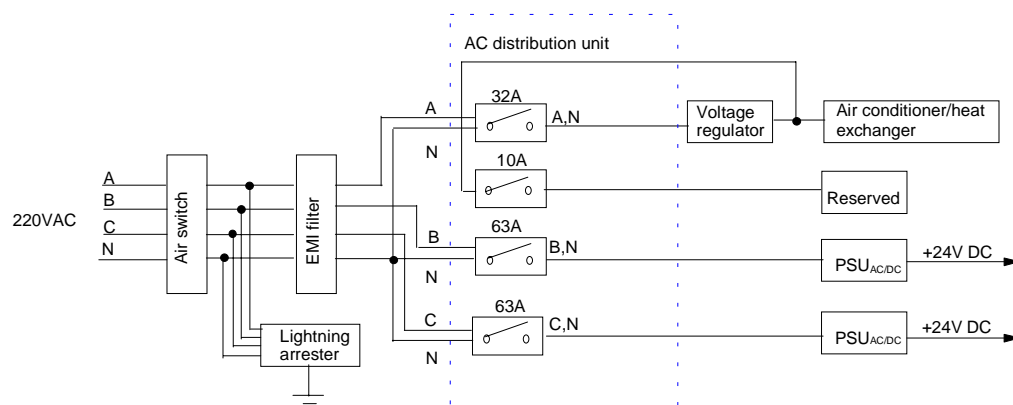 AC distribution unit
32A
A
A,N
Voltage
regulator
Air conditioner/heat
exchanger
N
10A
Reserved
220VAC
A
B
C
N
Air switch
EMI filter
63A
B
B,N
N
PSUAC/DC
+24V DC
63A
C
C,N
N
PSUAC/DC
+24V DC
Lightning
arrester